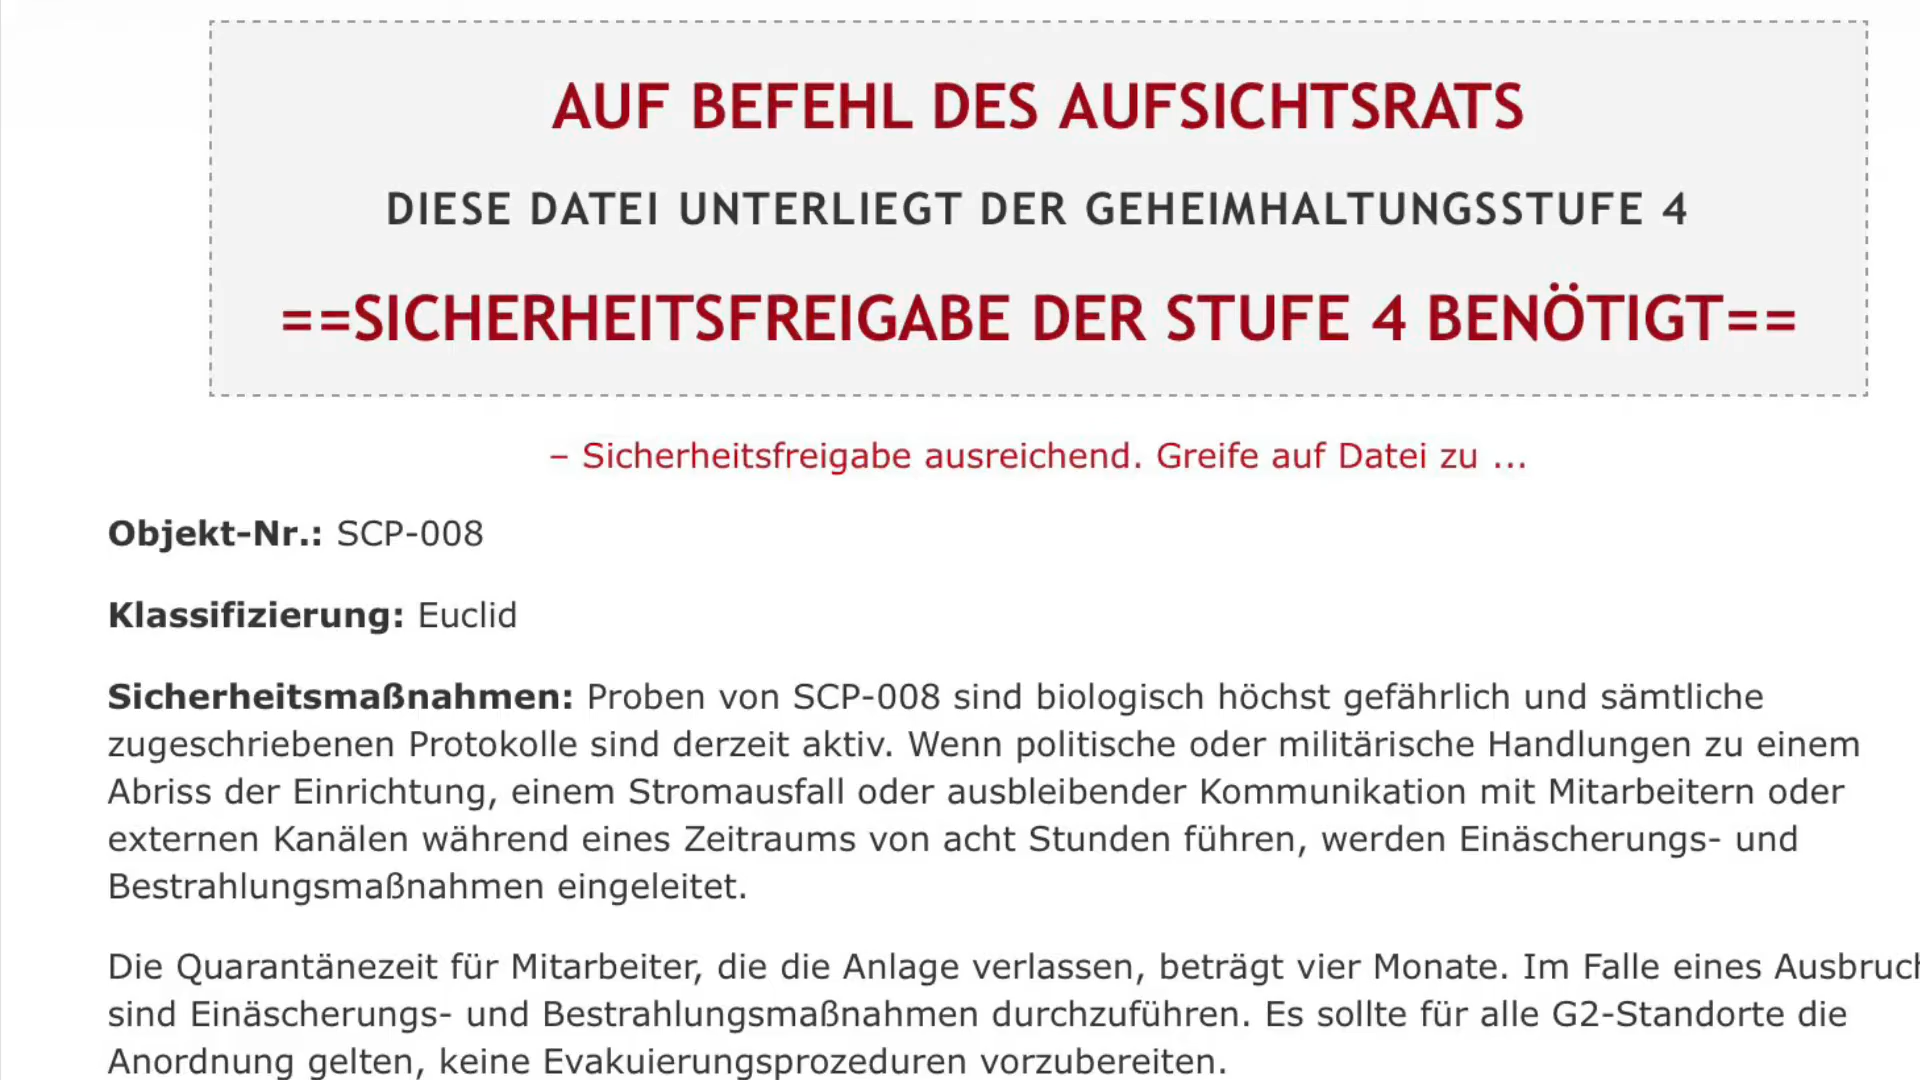 AUF BEFEHL DES AUFSICHTSRATS
DIESE DATEI UNTERLIEGT DER GEHEIMHALTUNGSSTUFE 4
==SICHERHEITSFREIGABE DER STUFE 4 BENÖTIGT==
– Sicherheitsfreigabe ausreichend. Greife auf Datei zu ...
Objekt-Nr.: SCP-008
Klassifizierung: Euclid
Sicherheitsmaßnahmen: Proben von SCP-008 sind biologisch höchst gefährlich und sämtliche
zugeschriebenen Protokolle sind derzeit aktiv. Wenn politische oder militärische Handlungen zu einem
Abriss der Einrichtung, einem Stromausfall oder ausbleibender Kommunikation mit Mitarbeitern oder
externen Kanälen während eines Zeitraums von acht Stunden führen, werden Einäscherungs- und
Bestrahlungsmaßnahmen eingeleitet.
Die Quarantänezeit für Mitarbeiter, die die Anlage verlassen, beträgt vier Monate. Im Falle eines Ausbruch
sind Einäscherungs- und Bestrahlungsmaßnahmen durchzuführen. Es sollte für alle G2-Standorte die
Anordnung gelten, keine Evakuierungsprozeduren vorzubereiten.